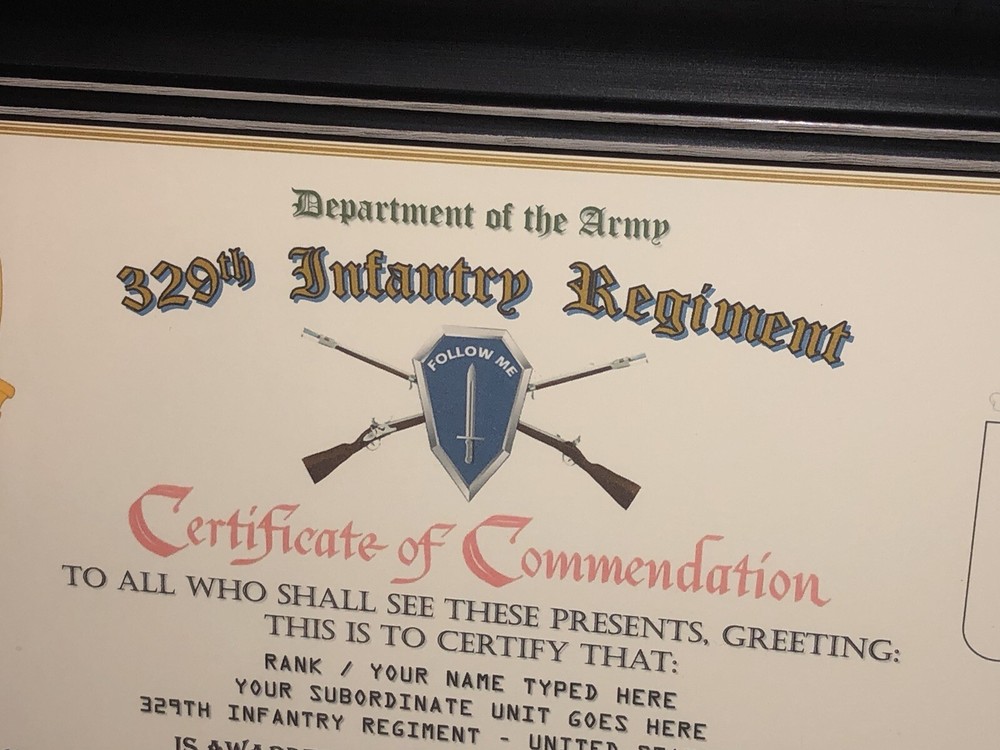 Department of the Army
329th Infantry Regiment
FOLLOW ME
Certificate of Commendation
TO ALL WHO SHALL SEE THESE PRESENTS, GREETING:
THIS IS TO CERTIFY THAT:
RANK / YOUR NAME TYPED HERE
YOUR SUBORDINATE UNIT GOES HERE
329TH INFANTRY REGIMENT - UNITED
IS